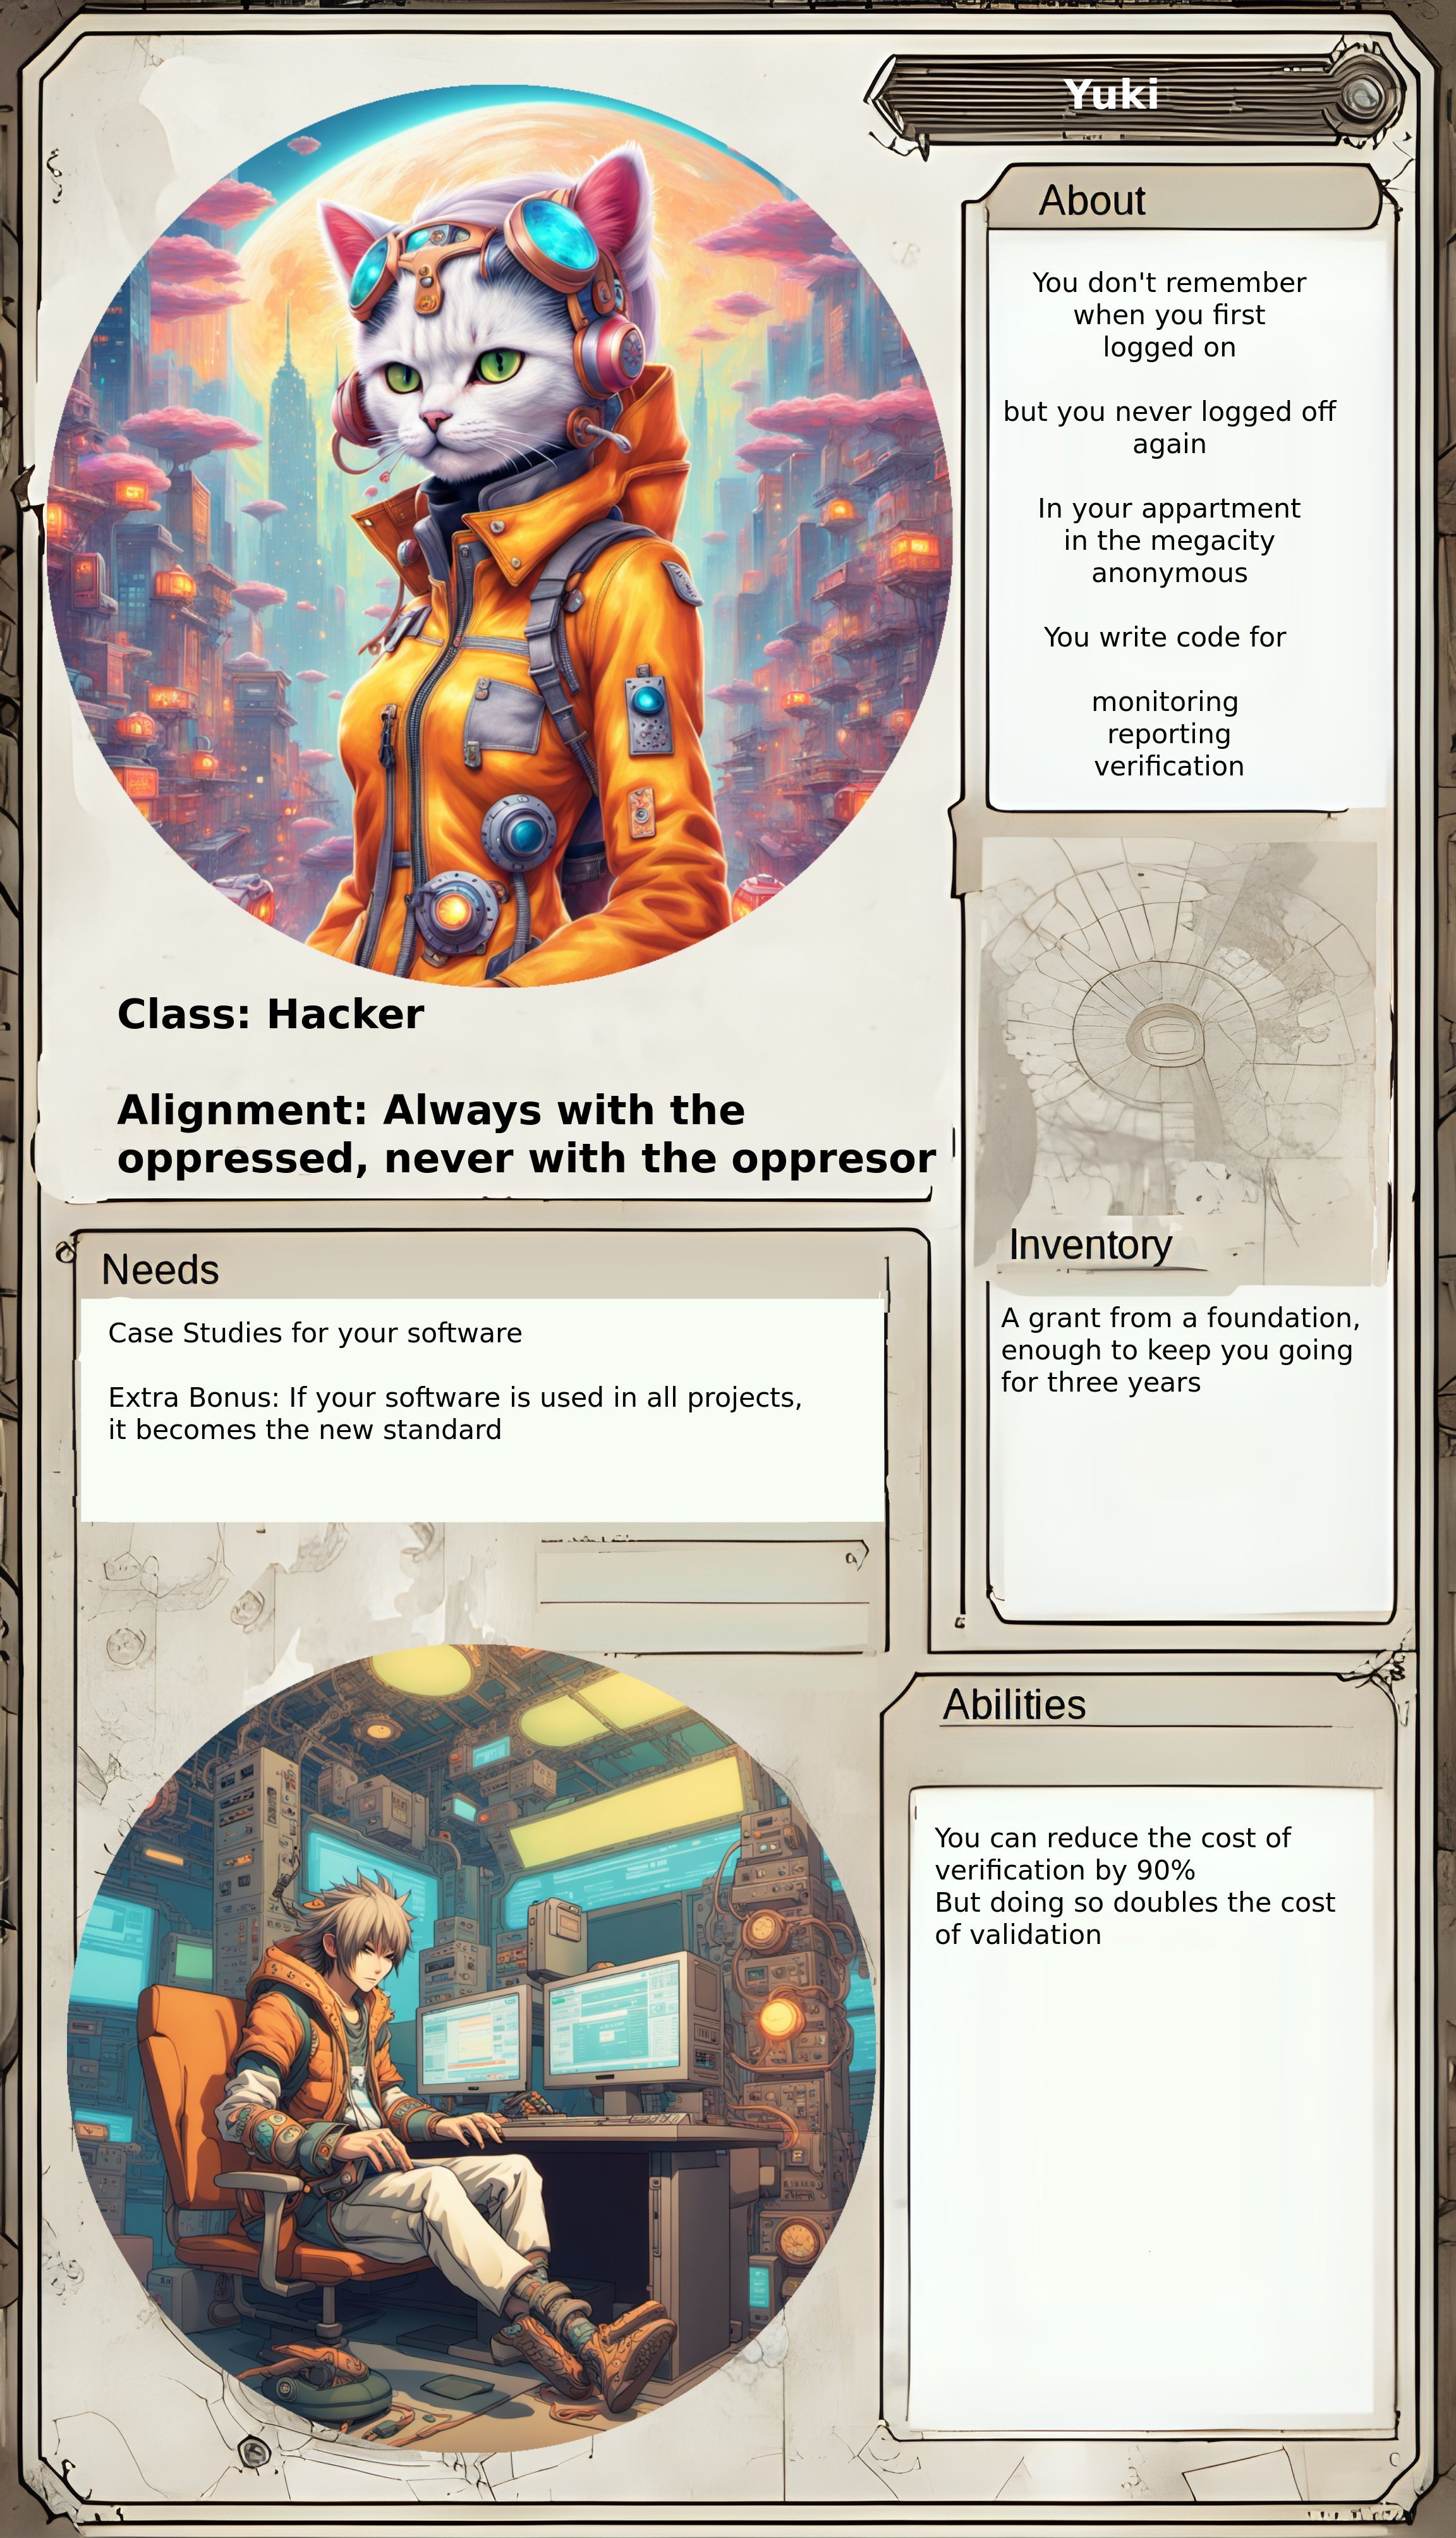 Yuki
About
You don't remember
when you first
logged on
but you never logged off
again
In your appartment
in the megacity
anonymous
You write code for
monitoring
reporting
verification
Class: Hacker
Alignment: Always with the
oppressed, never with the oppresor
Inventory
A grant from a foundation,
enough to keep you going
for three years
Needs
Case Studies for your software
Extra Bonus: If your software is used in all projects,
it becomes the new standard
Abilities
You can reduce the cost of
verification by 90%
But doing so doubles the cost
of validation